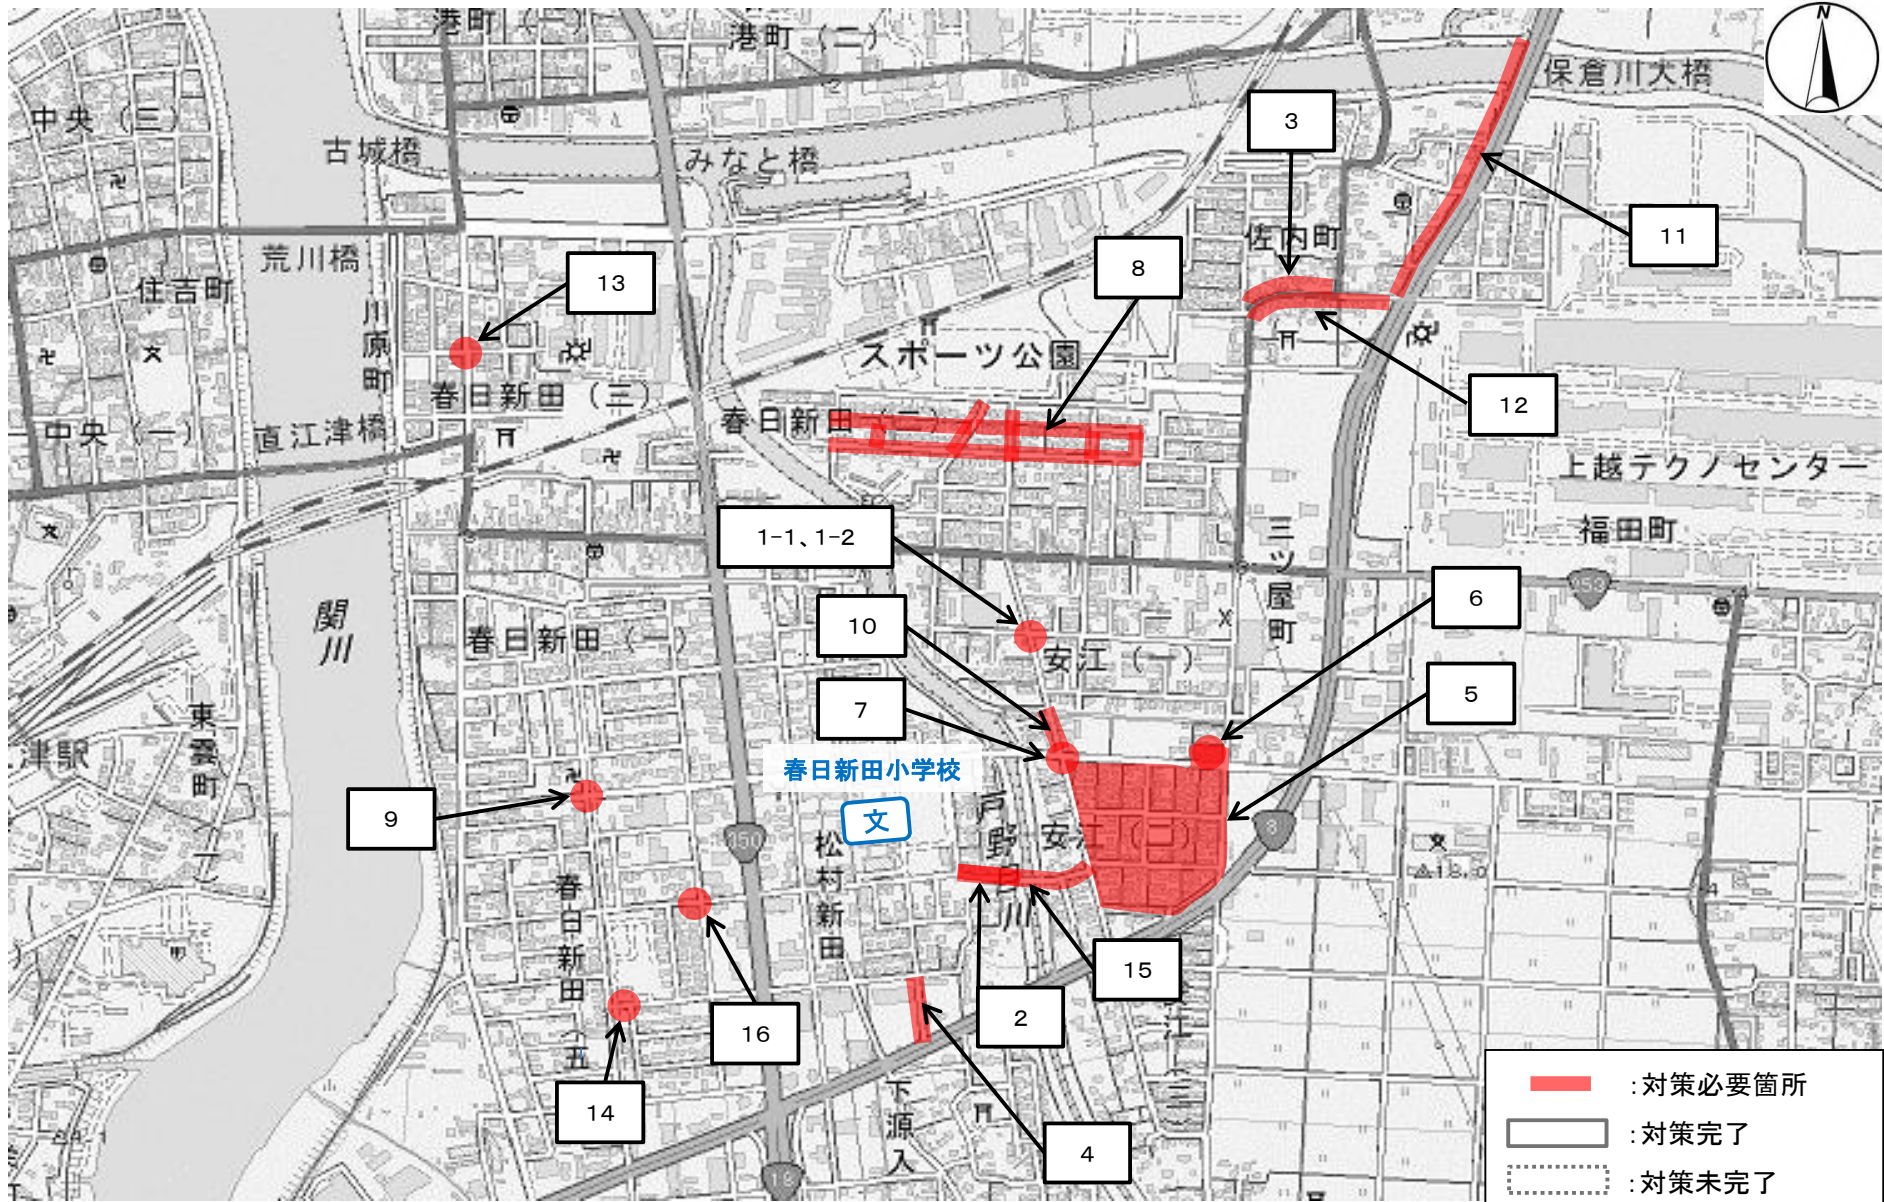 港町（一）
港町（二）
N
保倉川大橋
中央（三）
古城橋
みなと橋
3
11
佐内町
荒川橋
住吉町
川原町
13
8
スポーツ公園
12
春日新田（三）
春日新田（二）
中央（一）
直江津橋
上越テクノセンター
福田町
三ツ屋町
1-1、1-2
6
10
関川
春日新田（一）
安江（一）
5
7
東雲町（一）
津駅
春日新田小学校
文
9
350
8
戸野目川
安江（二）
松村新田
春日新田（五
△18.0
15
2
16
14
下源入
4
：対策必要箇所
：対策完了
：対策未完了